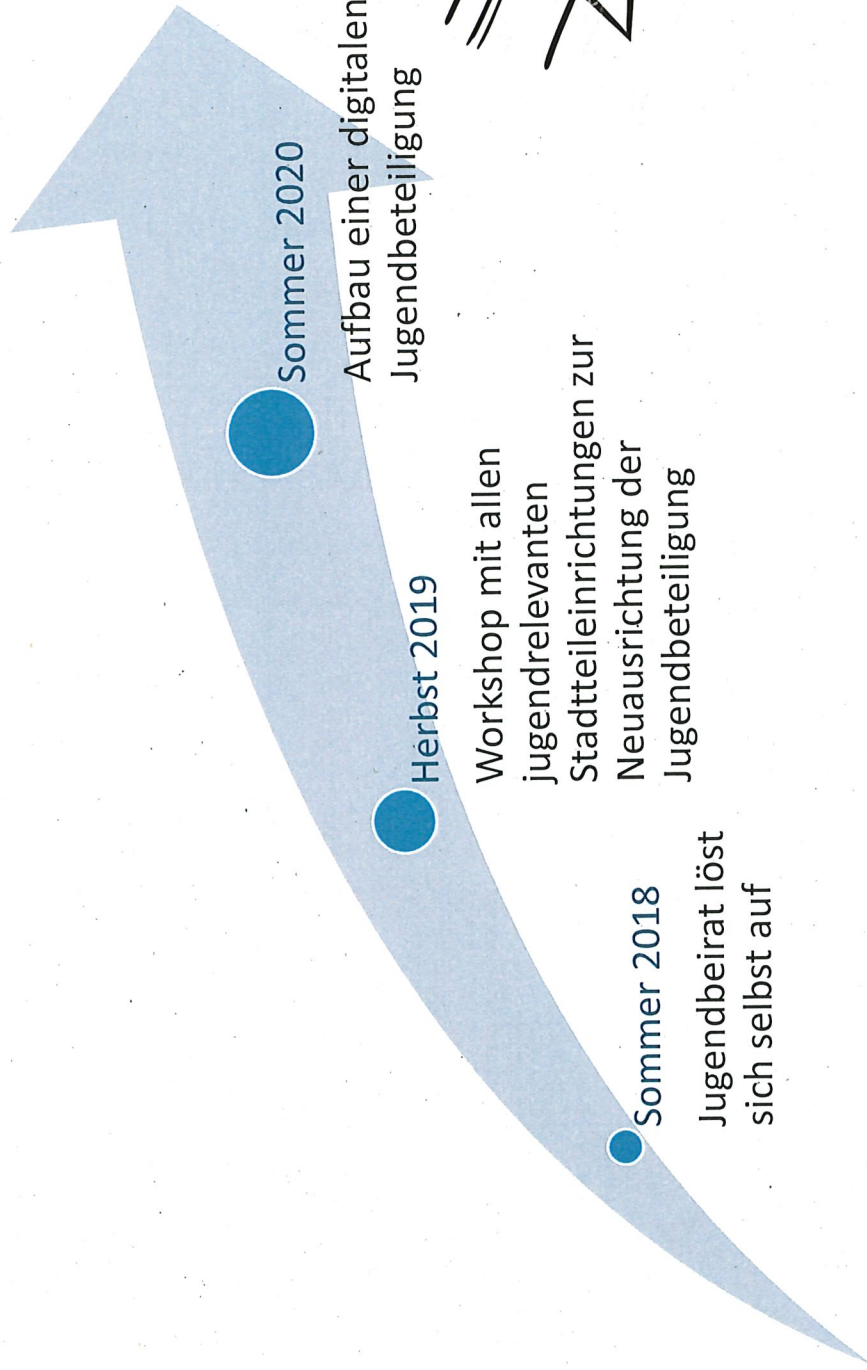 Sommer 2018
Jugendbeirat löst
sich selbst auf
Herbst 2019
Workshop mit allen
jugendrelevanten
Stadtteileinrichtungen zur
Neuausrichtung der
Jugendbeteiligung
Sommer 2020
Aufbau einer digitalen
Jugendbeteiligung